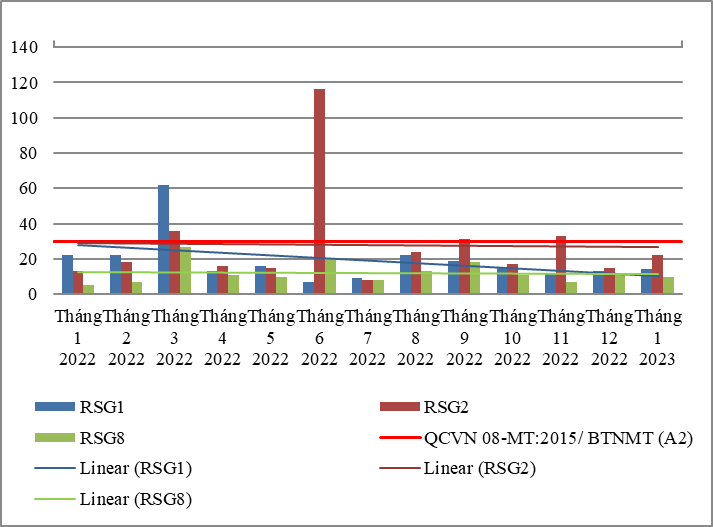 140
120
100
80
60
40
20
0
Tháng Tháng Tháng Tháng Tháng Tháng Tháng Tháng Tháng Tháng Tháng Tháng Tháng
1 2 3 4 5 6 7 8 9 10 11 12 1
2022 2022 2022 2022 2022 2022 2022 2022 2022 2022 2022 2022 2023
RSG1 RSG2
RSG8 QCVN 08-MT:2015/ BTNMT (A2)
Linear (RSG1) Linear (RSG2)
Linear (RSG8)